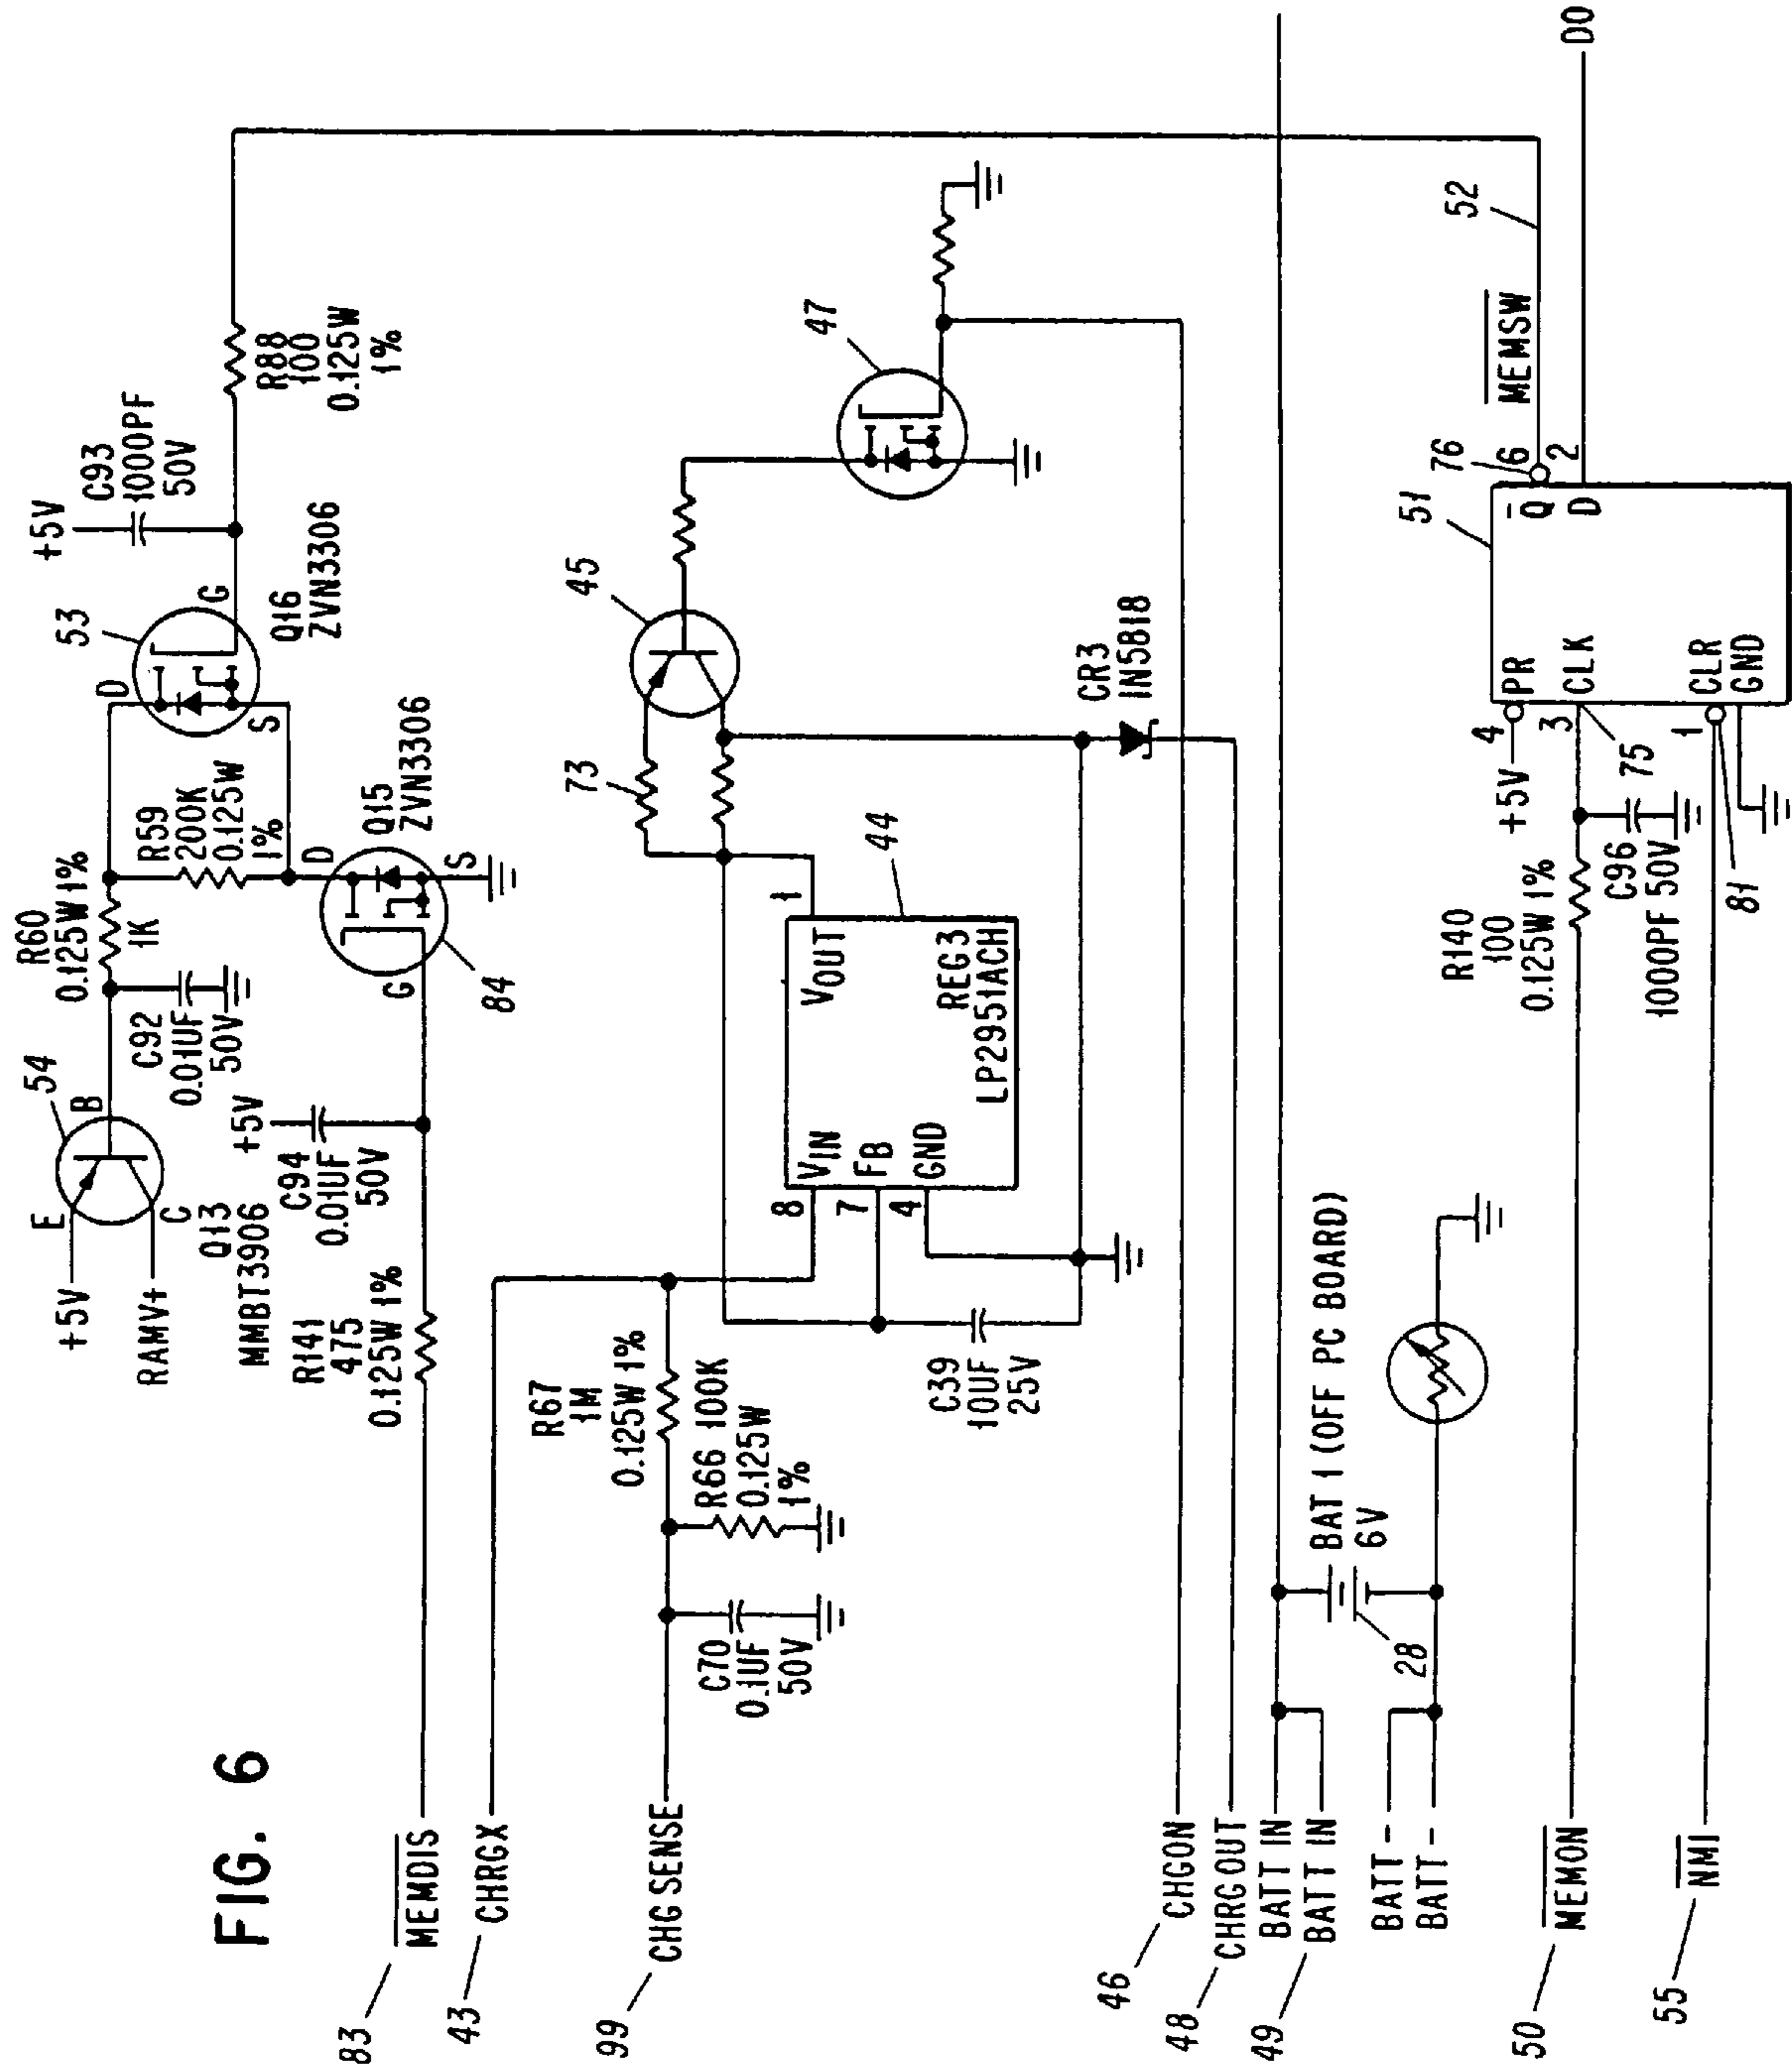 FIG. 6
83
MEMDIS
43
CHRGX
99
CHG SENSE
46
CHGON
48
CHRGOUT
BATT IN
49
BATT IN
BATT-
BATT-
50
MEMON
55
NMI
+5V
E
54
B
C
RAMV+
Q13
MMBT3906
C92
0.01UF
50V
R60
0.125W 1%
1K
R59
200K
0.125W
1%
53
D
S
G
Q16
ZVN3306
+5V
C93
1000PF
50V
R88
100
0.125W
1%
R141
475
0.125W 1%
+5V
C94
0.01UF
50V
G
84
D
S
Q15
ZVN3306
R67
1M
0.125W 1%
R66 100K
0.125W
1%
C70
0.1UF
50V
8
VIN
7
FB
4
GND
1
VOUT
REG3
LP2951ACH
44
C39
10UF
25V
73
45
47
CR3
1N5818
BAT 1 (OFF PC BOARD)
6V
28
R140
100
0.125W 1%
C96
1000PF 50V
+5V
4
PR
3
CLK
75
1
CLR
GND
81
51
Q
D
76
6
2
MEMSW
52
D0